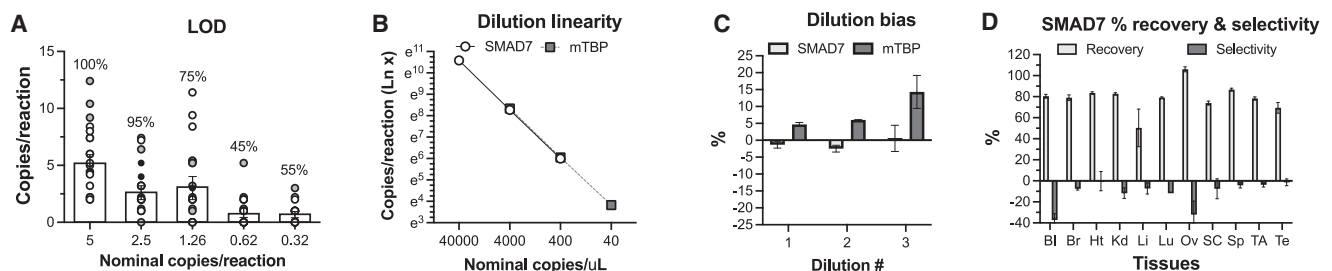 A
LOD
Copies/reaction
15
10
5
0
100%
95%
75%
45%
55%
5 2.5 1.26 0.62 0.32
Nominal copies/reaction
B
Dilution linearity
SMAD7 mTBP
Copies/reaction (Ln x)
e11
e10
e9
e8
e7
e6
e5
e4
e3
40000 4000 400 40
Nominal copies/uL
C
Dilution bias
SMAD7 mTBP
%
25
20
15
10
5
0
-5
-10
-15
-20
-25
1 2 3
Dilution #
D
SMAD7 % recovery & selectivity
Recovery Selectivity
%
120
100
80
60
40
20
0
-20
-40
Bl Br Ht Kd Li Lu Ov SC Sp TA Te
Tissues